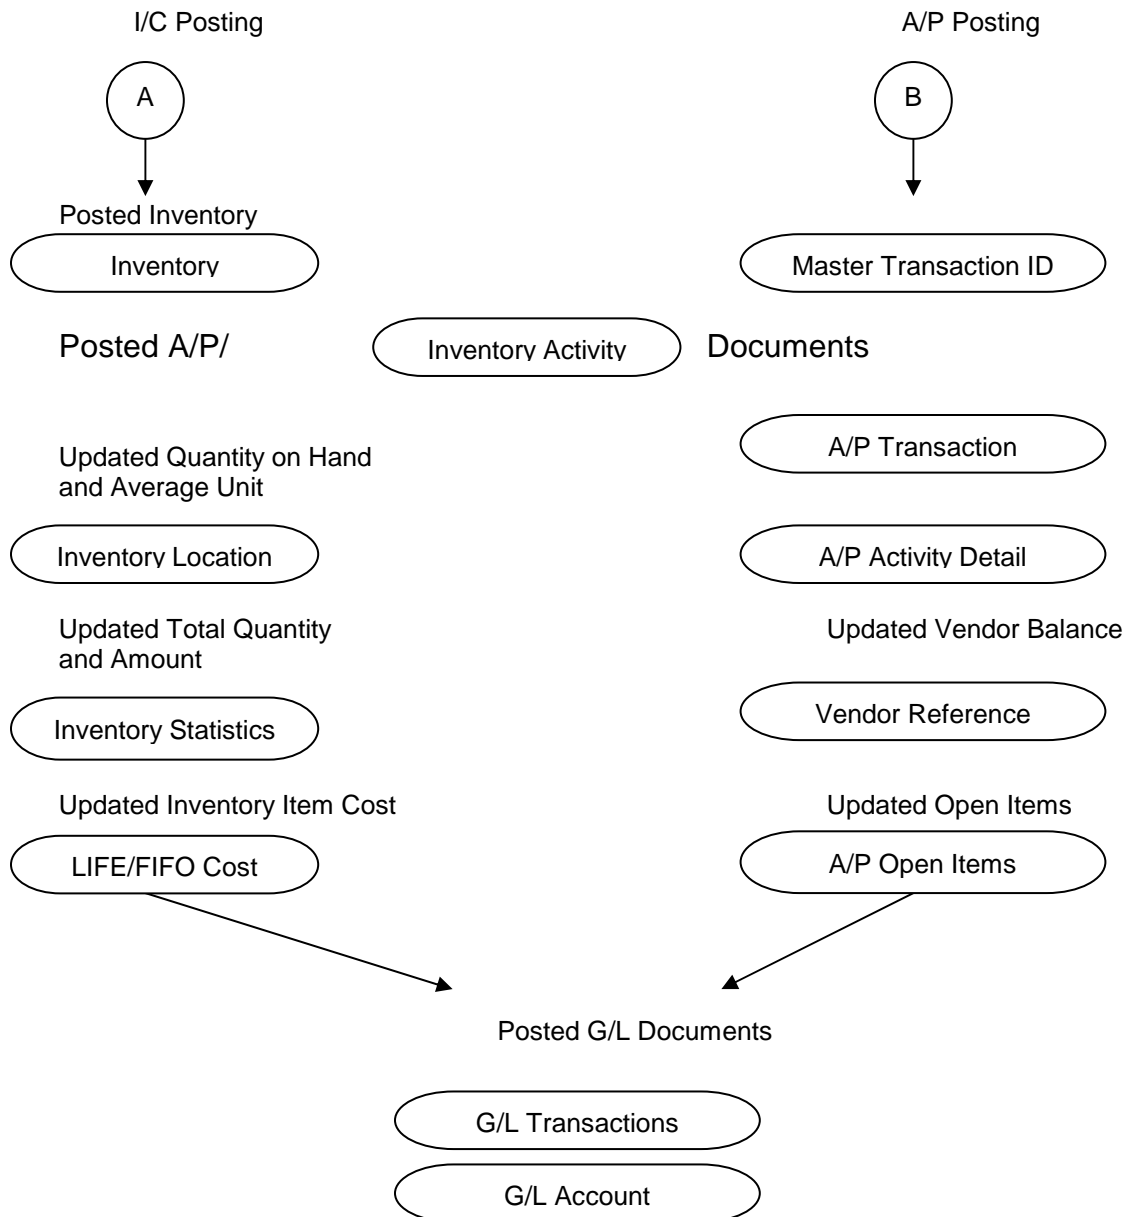 I/C Posting
A/P Posting
A
B
Posted Inventory
Inventory
Master Transaction ID
Posted A/P/
Inventory Activity
Documents
A/P Transaction
Updated Quantity on Hand
and Average Unit
Inventory Location
A/P Activity Detail
Updated Total Quantity
and Amount
Updated Vendor Balance
Inventory Statistics
Vendor Reference
Updated Inventory Item Cost
Updated Open Items
LIFE/FIFO Cost
A/P Open Items
Posted G/L Documents
G/L Transactions
G/L Account